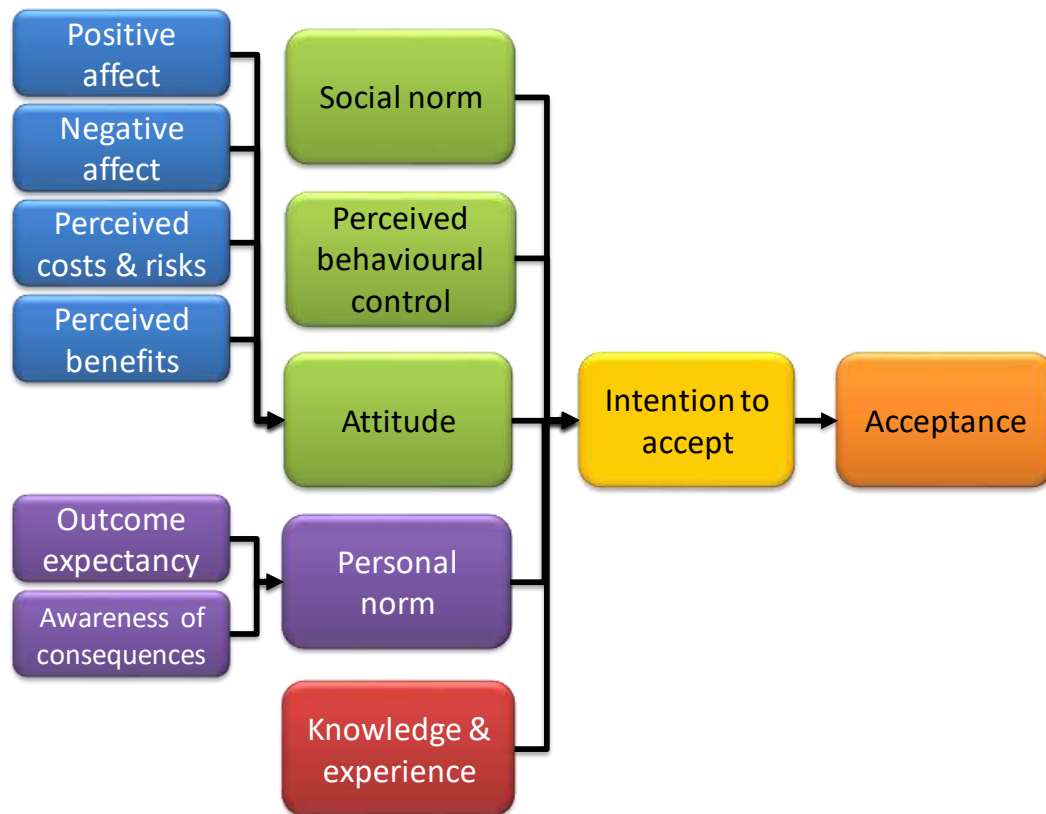 Positive
affect
Negative
affect
Perceived
costs & risks
Perceived
benefits
Outcome
expectancy
Awareness of
consequences
Social norm
Perceived
behavioural
control
Attitude
Personal
norm
Knowledge &
experience
Intention to
accept
Acceptance